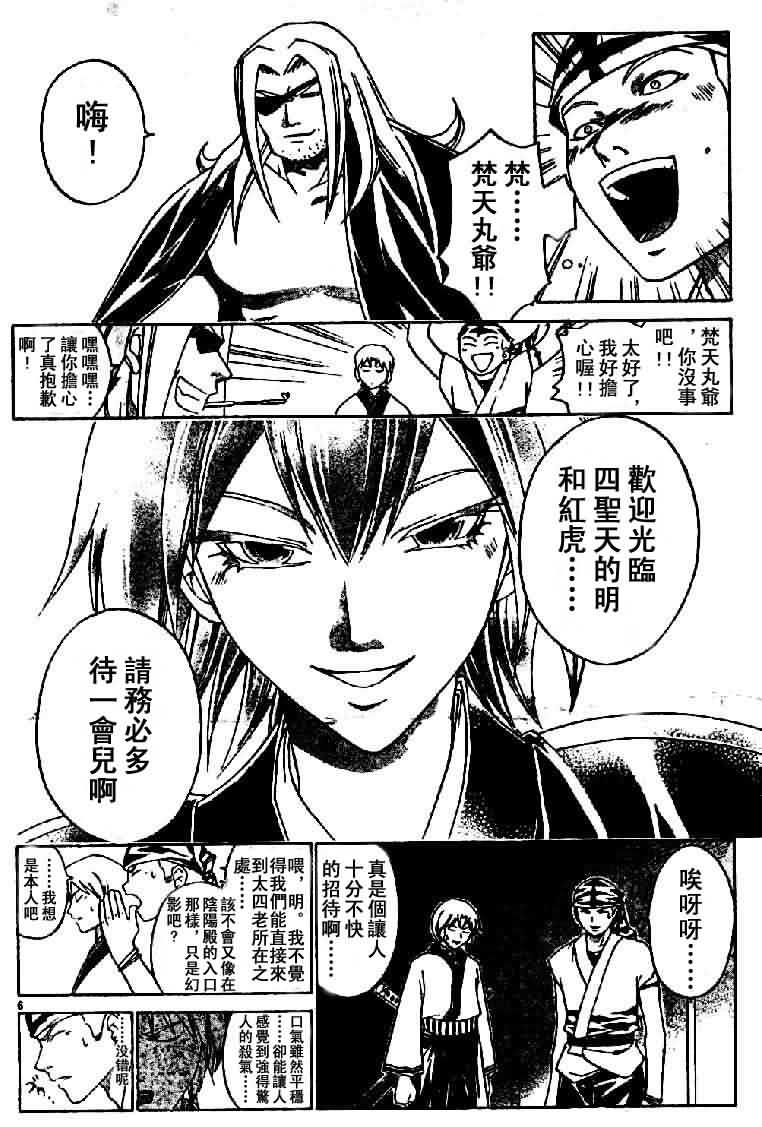 梵……
梵天丸爺!!
嗨!
梵天丸爺
,你沒事
吧!!
太好了,
我好擔
心喔!!
嘿嘿嘿…
讓你擔心
了真抱歉
啊!
歡迎光臨
四聖天的明
和紅虎……
請務必多
待一會兒啊
唉呀呀……
真是個讓人
十分不快
的招待啊…
喂,明。我不覺
得我們能直接來
到太四老所在之
處……
該不會又像在
陰陽殿的入口
那樣,只是幻
影吧?
……我想
是本人吧
口氣雖然平穩
……卻能讓人
感覺到強得驚
人的殺氣……
……没错呢
6